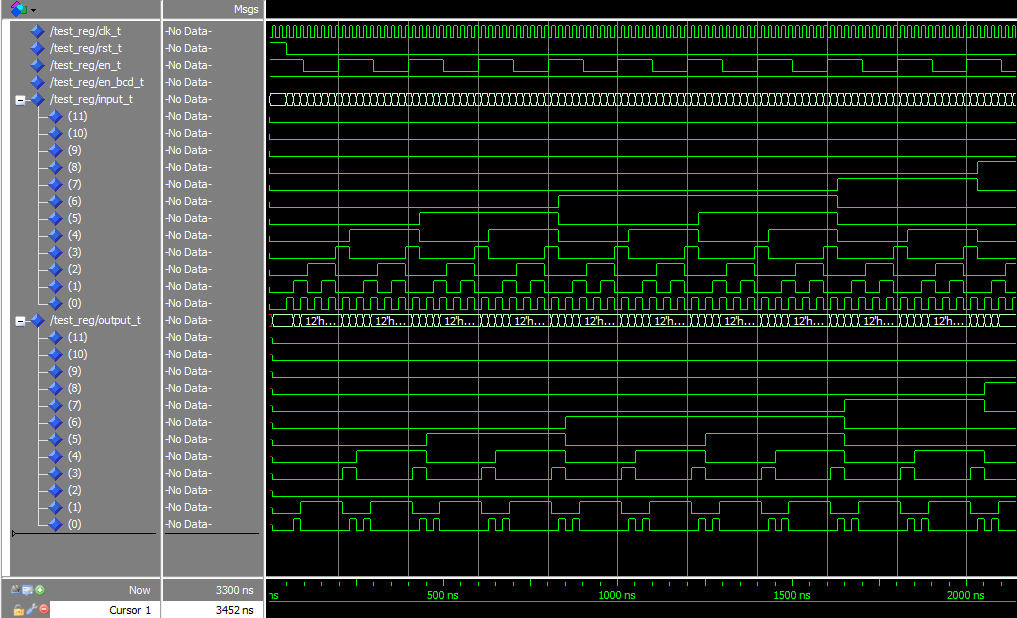 Msgs
/test_reg/clk_t -No Data-
/test_reg/rst_t -No Data-
/test_reg/en_t -No Data-
/test_reg/en_bcd_t -No Data-
/test_reg/input_t -No Data-
(11) -No Data-
(10) -No Data-
(9) -No Data-
(8) -No Data-
(7) -No Data-
(6) -No Data-
(5) -No Data-
(4) -No Data-
(3) -No Data-
(2) -No Data-
(1) -No Data-
(0) -No Data-
/test_reg/output_t -No Data- 12'h... 12'h... 12'h... 12'h... 12'h... 12'h... 12'h... 12'h... 12'h... 12'h...
(11) -No Data-
(10) -No Data-
(9) -No Data-
(8) -No Data-
(7) -No Data-
(6) -No Data-
(5) -No Data-
(4) -No Data-
(3) -No Data-
(2) -No Data-
(1) -No Data-
(0) -No Data-
Now 3300 ns ns 500 ns 1000 ns 1500 ns 2000 ns
Cursor 1 3452 ns